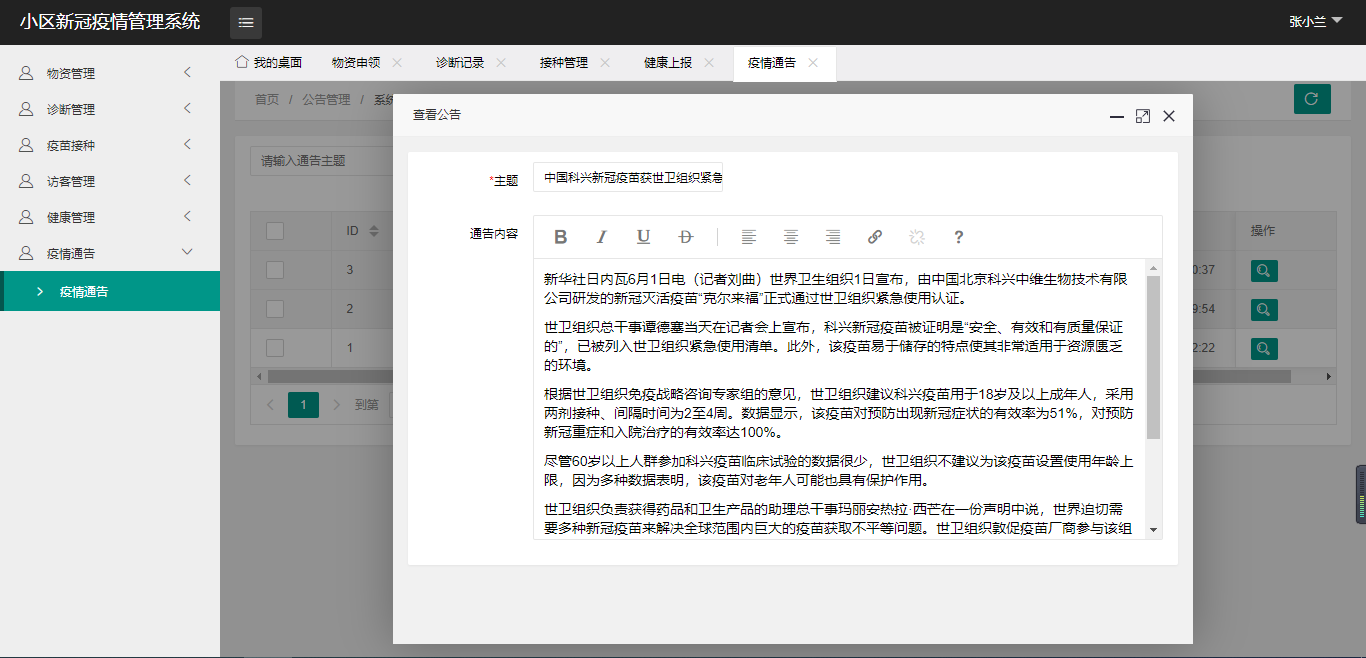 小区新冠疫情管理系统
张小兰
我的桌面 物资申领 诊断记录 接种管理 健康上报 疫情通告
物资管理
诊断管理
疫苗接种
访客管理
健康管理
疫情通告
疫情通告
首页 / 公告管理 / 系统
请输入通告主题
ID
操作
3
0:37
2
9:54
1
2:22
1 到第
查看公告
*主题
中国科兴新冠疫苗获世卫组织紧急
通告内容
B I U D ?
新华社日内瓦6月1日电（记者刘曲）世界卫生组织1日宣布，由中国北京科兴中维生物技术有限
公司研发的新冠灭活疫苗“克尔来福”正式通过世卫组织紧急使用认证。
世卫组织总干事谭德塞当天在记者会上宣布，科兴新冠疫苗被证明是“安全、有效和有质量保证
的”，已被列入世卫组织紧急使用清单。此外，该疫苗易于储存的特点使其非常适用于资源匮乏
的环境。
根据世卫组织免疫战略咨询专家组的意见，世卫组织建议科兴疫苗用于18岁及以上成年人，采用
两剂接种、间隔时间为2至4周。数据显示，该疫苗对预防出现新冠症状的有效率为51%，对预防
新冠重症和入院治疗的有效率达100%。
尽管60岁以上人群参加科兴疫苗临床试验的数据很少，世卫组织不建议为该疫苗设置使用年龄上
限，因为多种数据表明，该疫苗对老年人可能也具有保护作用。
世卫组织负责获得药品和卫生产品的助理总干事玛丽安热拉·西芒在一份声明中说，世界迫切需
要多种新冠疫苗来解决全球范围内巨大的疫苗获取不平等问题。世卫组织敦促疫苗厂商参与该组